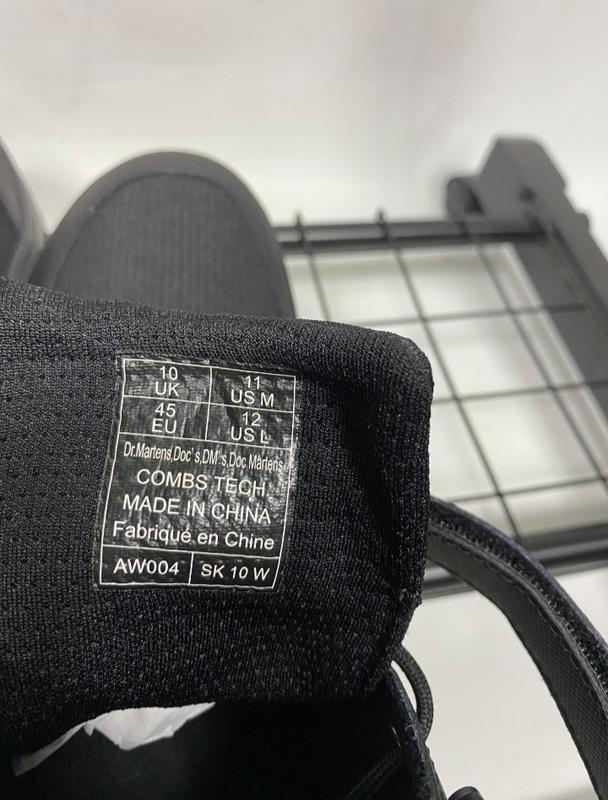 10 UK
11 US M
45 EU
12 US L
Dr.Martens,Doc's,DM's,Doc Martens
COMBS TECH
MADE IN CHINA
Fabriqué en Chine
AW004 SK 10 W